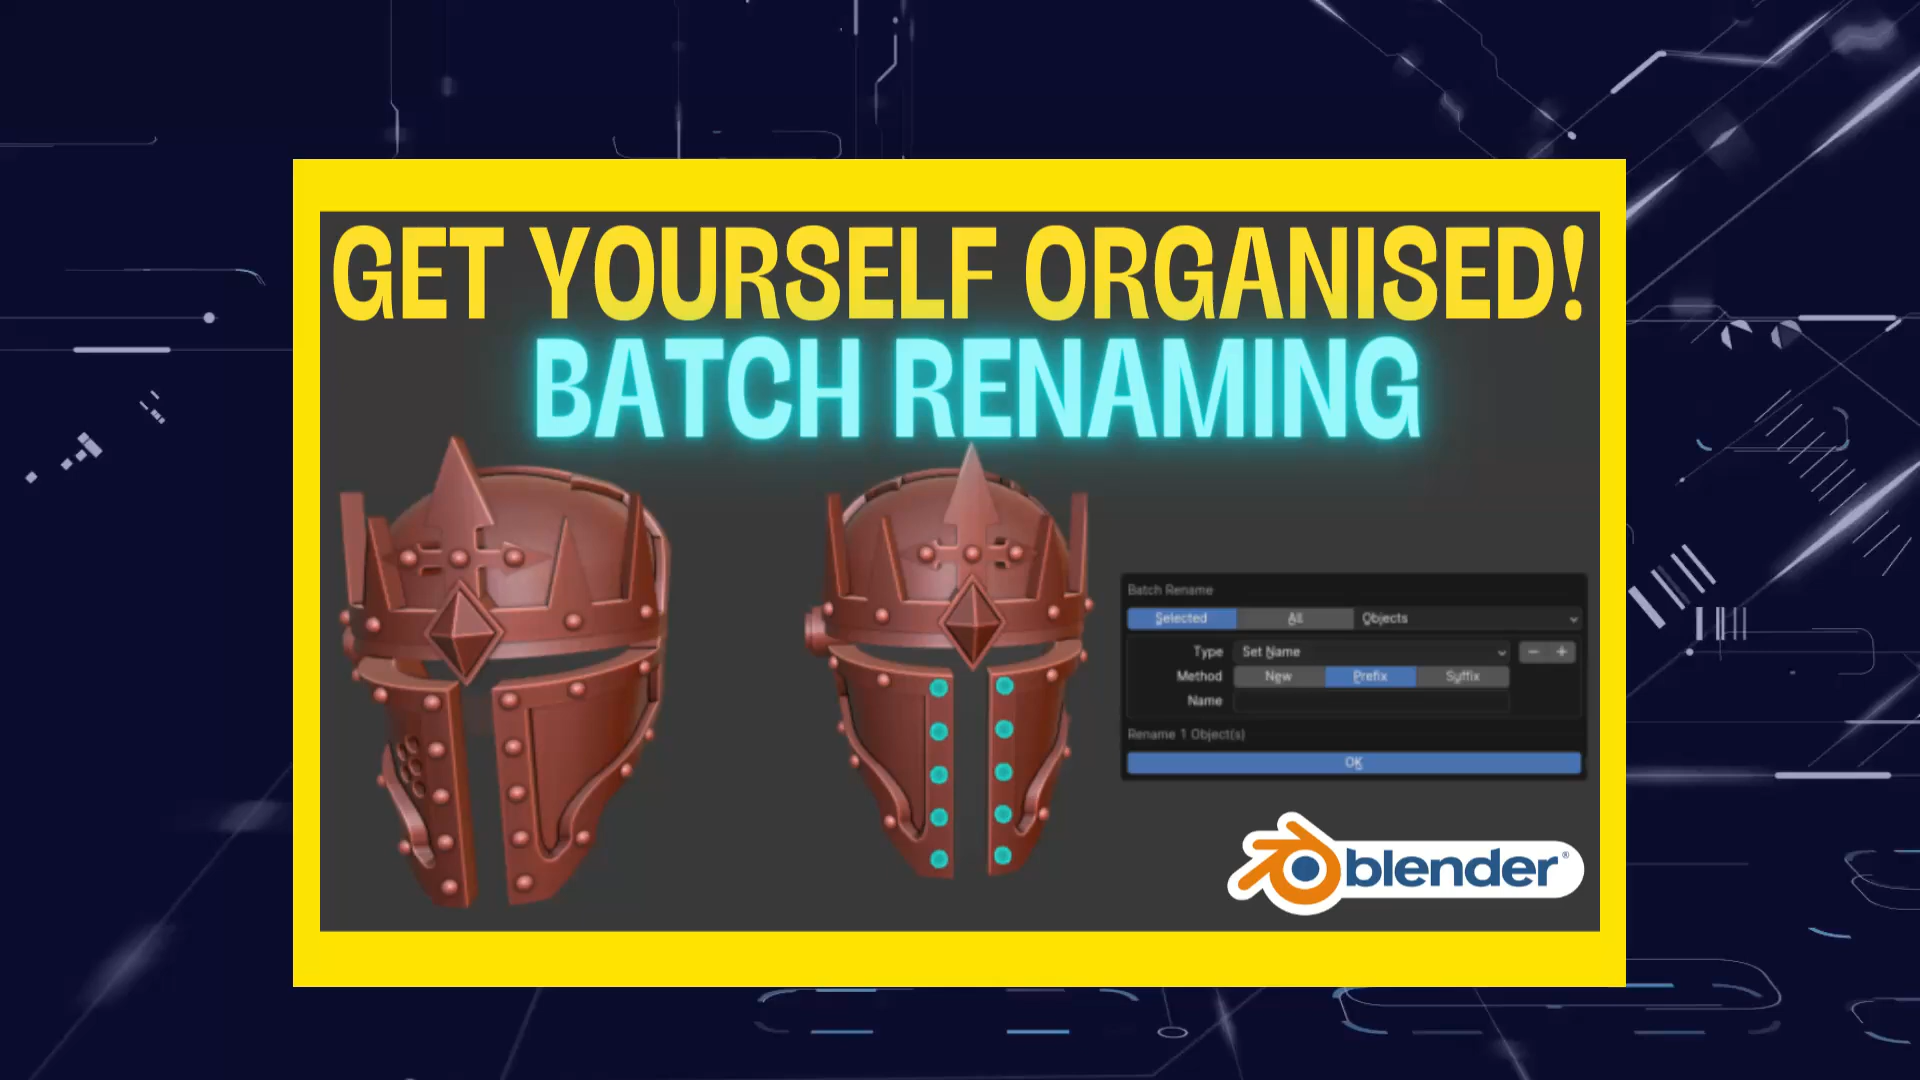 GET YOURSELF ORGANISED!
BATCH RENAMING
Batch Rename
Selected All Objects
Type Set Name
Method New Prefix Suffix
Name
Rename 1 Object(s)
OK
blender®